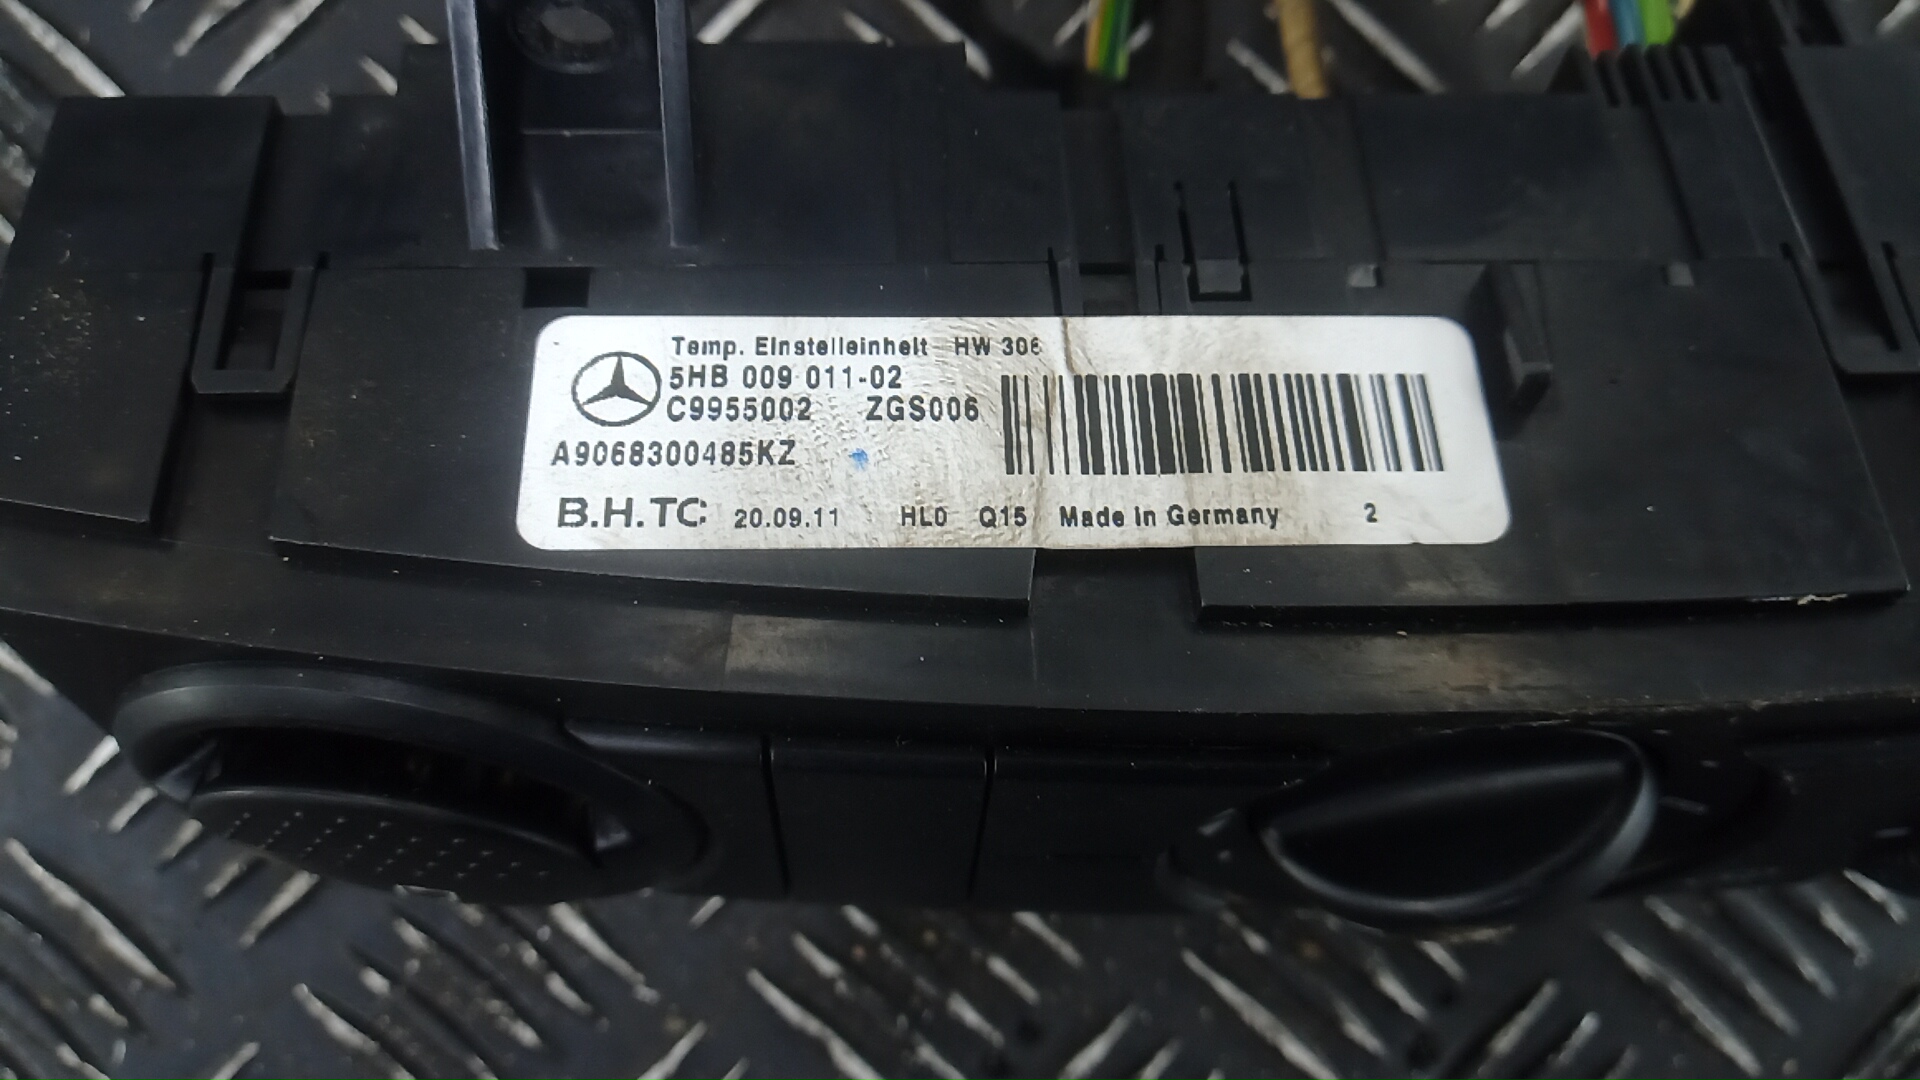 Temp. Einstelleinheit HW 306
5HB 009 011-02
C9955002 ZGS006
A9068300485KZ
B.H.TC 20.09.11 HL0 Q15 Made in Germany 2